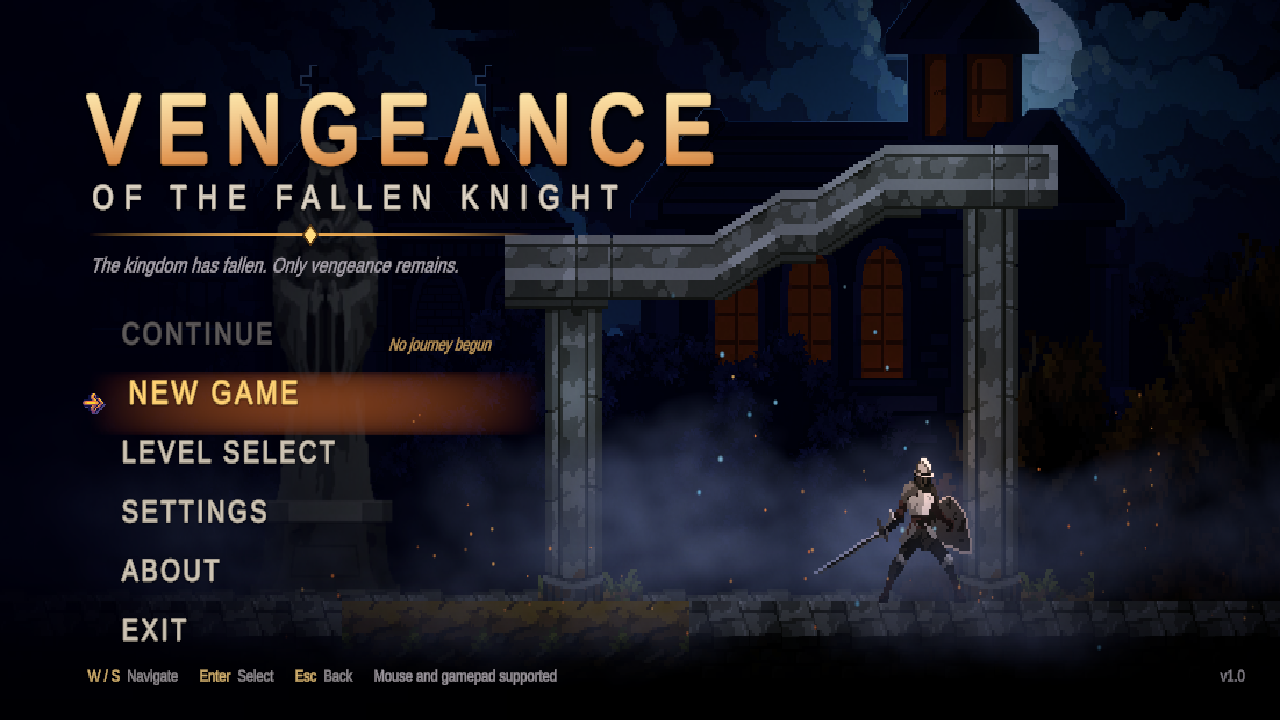 VENGEANCE
OF THE FALLEN KNIGHT
The kingdom has fallen. Only vengeance remains.
CONTINUE
No journey begun
NEW GAME
LEVEL SELECT
SETTINGS
ABOUT
EXIT
W / S Navigate Enter Select Esc Back Mouse and gamepad supported
v1.0